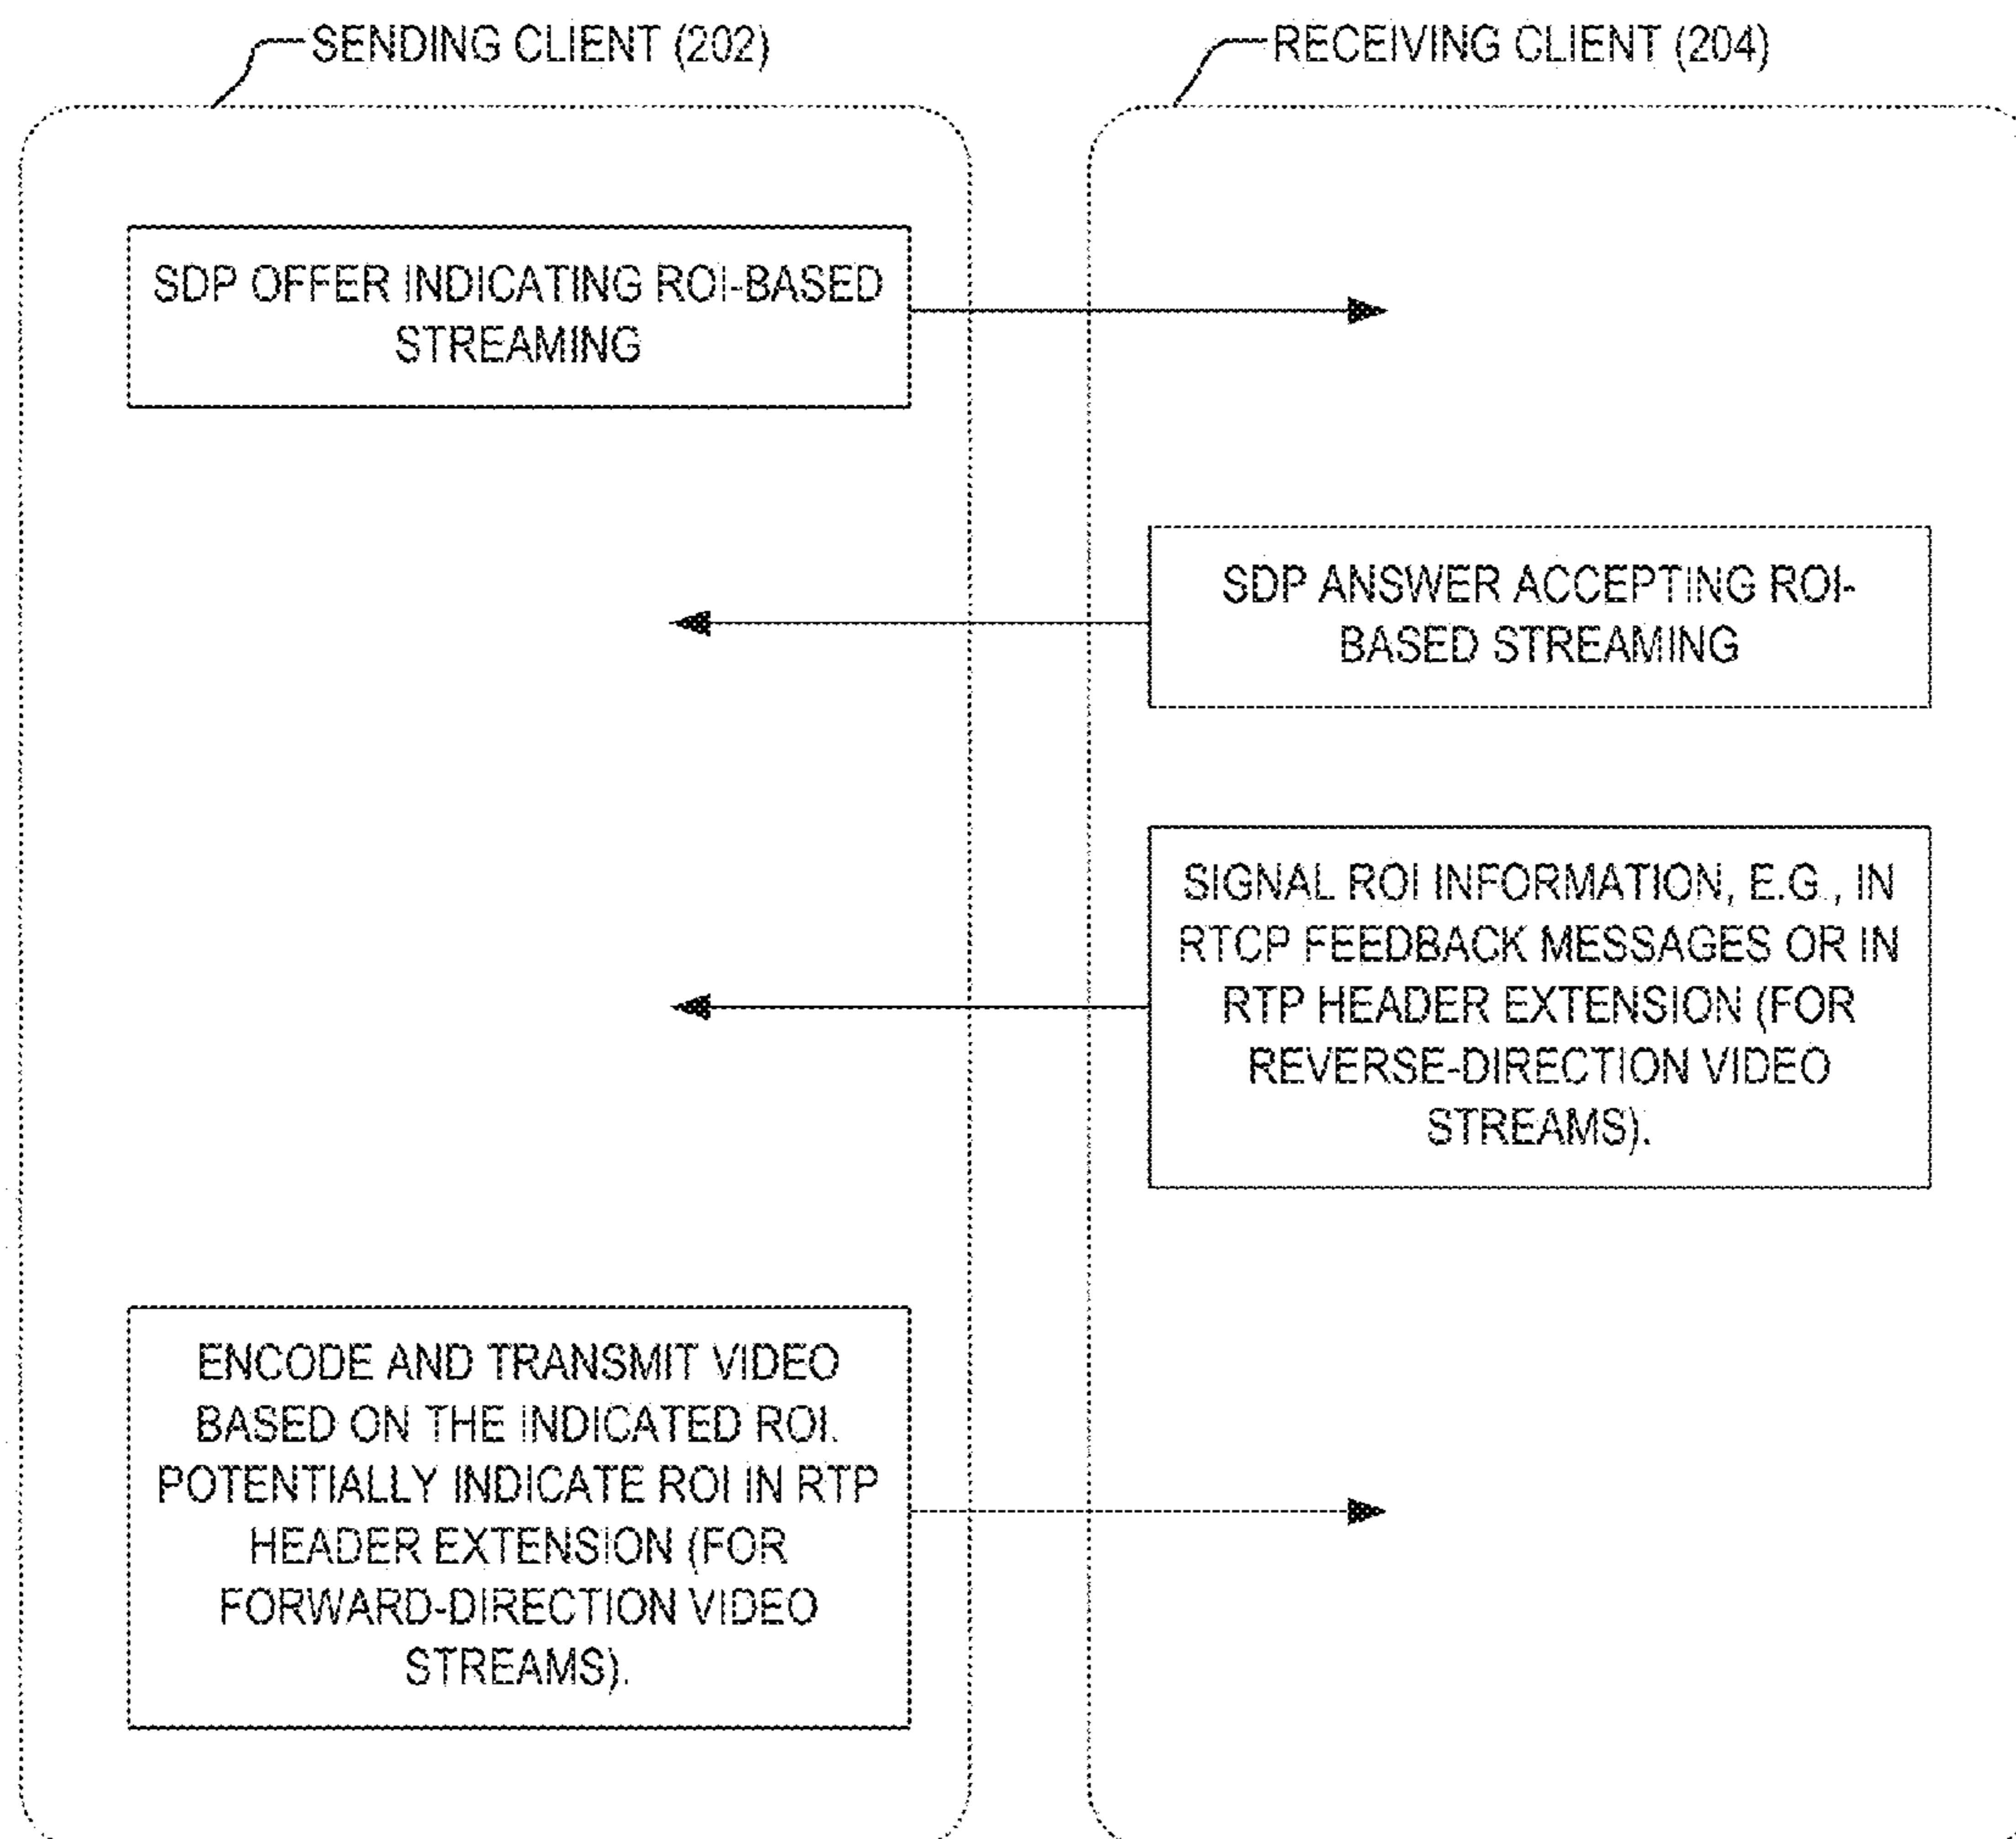 SENDING CLIENT (202)
RECEIVING CLIENT (204)
SDP OFFER INDICATING ROI-BASED
STREAMING
SDP ANSWER ACCEPTING ROI-
BASED STREAMING
SIGNAL ROI INFORMATION, E.G., IN
RTCP FEEDBACK MESSAGES OR IN
RTP HEADER EXTENSION (FOR
REVERSE-DIRECTION VIDEO
STREAMS).
ENCODE AND TRANSMIT VIDEO
BASED ON THE INDICATED ROI.
POTENTIALLY INDICATE ROI IN RTP
HEADER EXTENSION (FOR
FORWARD-DIRECTION VIDEO
STREAMS).